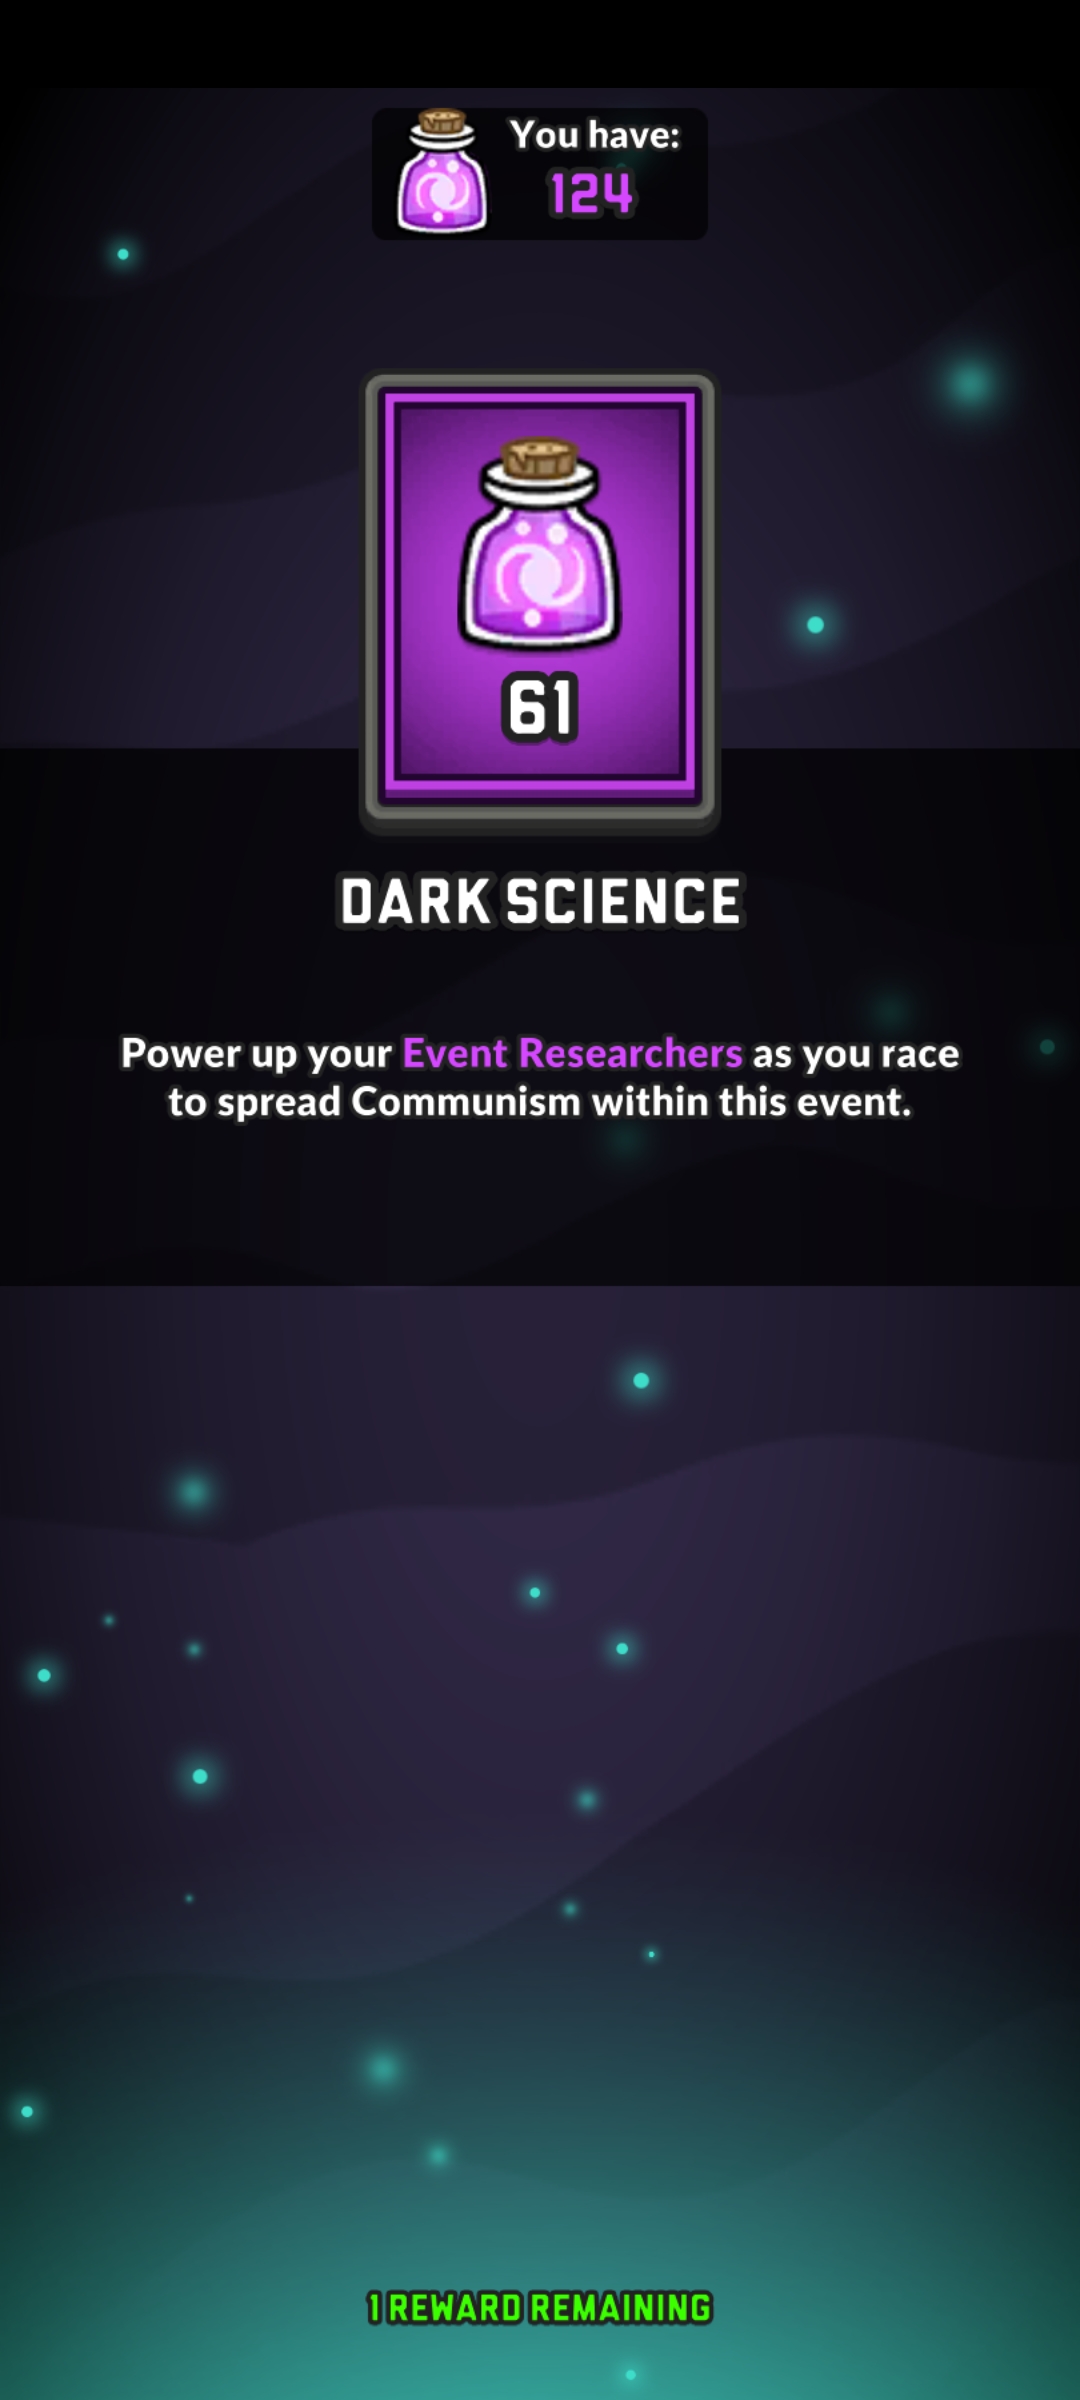 You have:
124
61
DARK SCIENCE
Power up your Event Researchers as you race
to spread Communism within this event.
1 REWARD REMAINING